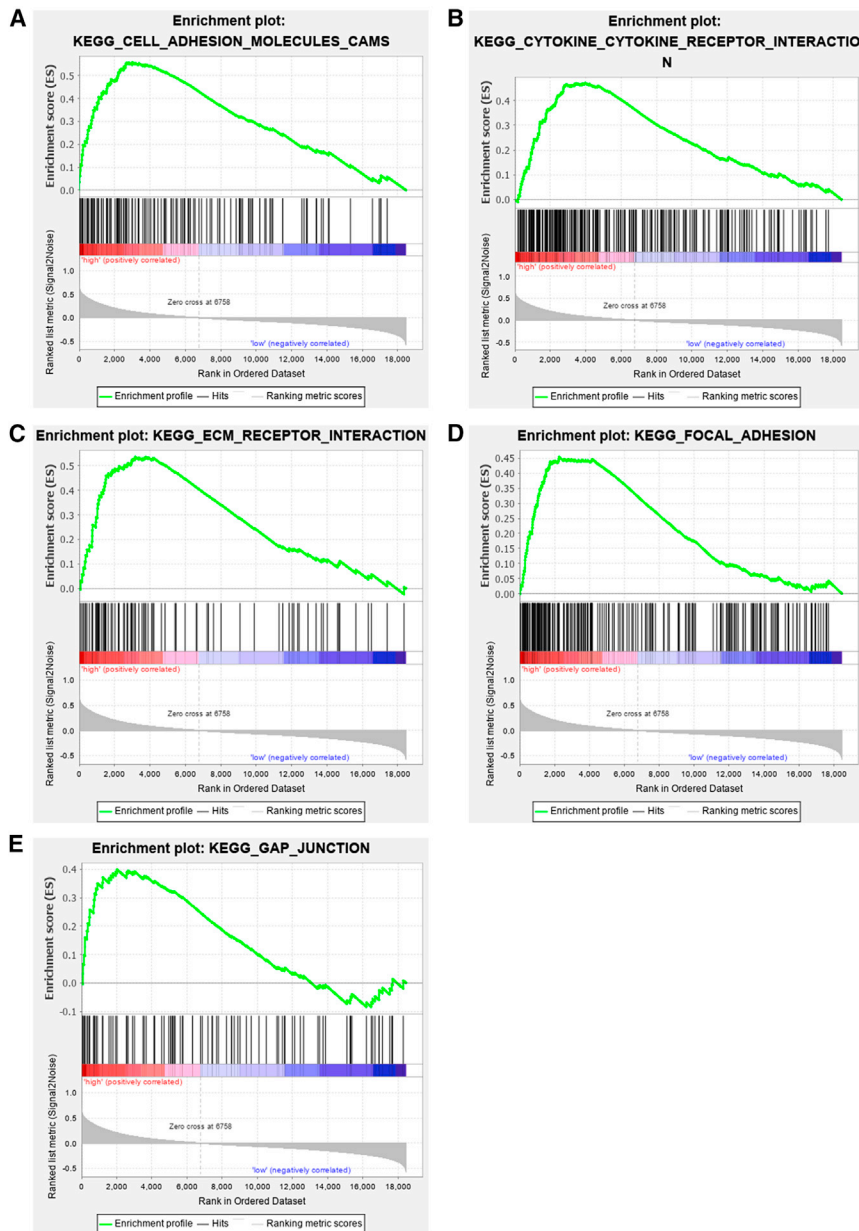 A
Enrichment plot:
KEGG_CELL_ADHESION_MOLECULES_CAMS
Enrichment score (ES)
0.5
0.4
0.3
0.2
0.1
0.0
'high' (positively correlated)
Ranked list metric (Signal2Noise)
1.0
0.5
0.0
-0.5
Zero cross at 6758
'low' (negatively correlated)
0 2,000 4,000 6,000 8,000 10,000 12,000 14,000 16,000 18,000
Rank in Ordered Dataset
Enrichment profile Hits Ranking metric scores
B
Enrichment plot:
KEGG_CYTOKINE_CYTOKINE_RECEPTOR_INTERACTIO
N
Enrichment score (ES)
0.4
0.3
0.2
0.1
0.0
'high' (positively correlated)
Ranked list metric (Signal2Noise)
1.0
0.5
0.0
-0.5
Zero cross at 6758
'low' (negatively correlated)
0 2,000 4,000 6,000 8,000 10,000 12,000 14,000 16,000 18,000
Rank in Ordered Dataset
Enrichment profile Hits Ranking metric scores
C
Enrichment plot: KEGG_ECM_RECEPTOR_INTERACTION
Enrichment score (ES)
0.5
0.4
0.3
0.2
0.1
0.0
'high' (positively correlated)
Ranked list metric (Signal2Noise)
1.0
0.5
0.0
-0.5
Zero cross at 6758
'low' (negatively correlated)
0 2,000 4,000 6,000 8,000 10,000 12,000 14,000 16,000 18,000
Rank in Ordered Dataset
Enrichment profile Hits Ranking metric scores
D
Enrichment plot: KEGG_FOCAL_ADHESION
Enrichment score (ES)
0.45
0.40
0.35
0.30
0.25
0.20
0.15
0.10
0.05
0.00
'high' (positively correlated)
Ranked list metric (Signal2Noise)
1.0
0.5
0.0
-0.5
Zero cross at 6758
'low' (negatively correlated)
0 2,000 4,000 6,000 8,000 10,000 12,000 14,000 16,000 18,000
Rank in Ordered Dataset
Enrichment profile Hits Ranking metric scores
E
Enrichment plot: KEGG_GAP_JUNCTION
Enrichment score (ES)
0.4
0.3
0.2
0.1
0.0
-0.1
'high' (positively correlated)
Ranked list metric (Signal2Noise)
1.0
0.5
0.0
-0.5
Zero cross at 6758
'low' (negatively correlated)
0 2,000 4,000 6,000 8,000 10,000 12,000 14,000 16,000 18,000
Rank in Ordered Dataset
Enrichment profile Hits Ranking metric scores